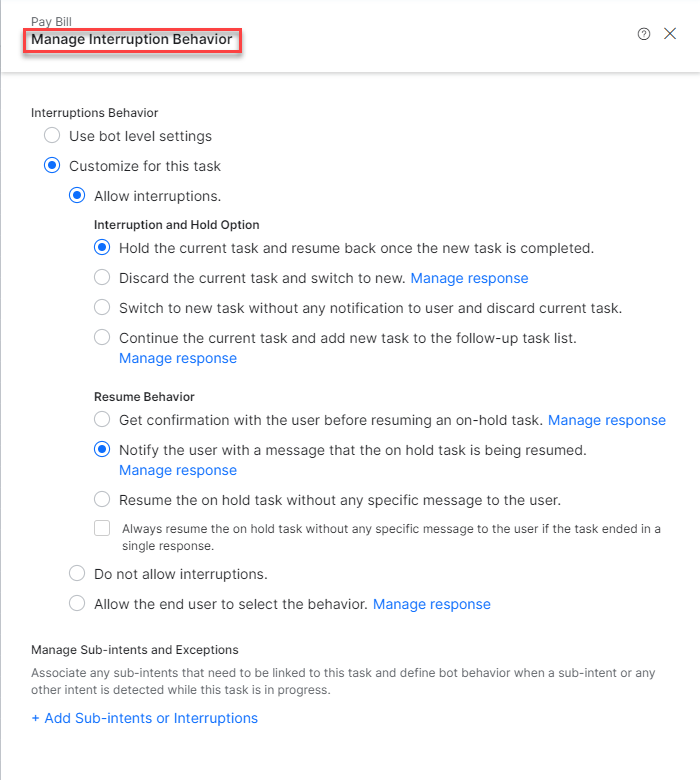 Pay Bill
Manage Interruption Behavior
Interruptions Behavior
Use bot level settings
Customize for this task
Allow interruptions.
Interruption and Hold Option
Hold the current task and resume back once the new task is completed.
Discard the current task and switch to new. Manage response
Switch to new task without any notification to user and discard current task.
Continue the current task and add new task to the follow-up task list.
Manage response
Resume Behavior
Get confirmation with the user before resuming an on-hold task. Manage response
Notify the user with a message that the on hold task is being resumed.
Manage response
Resume the on hold task without any specific message to the user.
Always resume the on hold task without any specific message to the user if the task ended in a
single response.
Do not allow interruptions.
Allow the end user to select the behavior. Manage response
Manage Sub-intents and Exceptions
Associate any sub-intents that need to be linked to this task and define bot behavior when a sub-intent or any
other intent is detected while this task is in progress.
+ Add Sub-intents or Interruptions